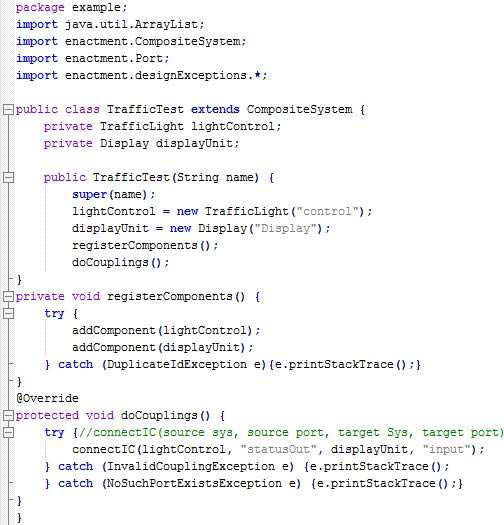 package example;
import java.util.ArrayList;
import enactment.CompositeSystem;
import enactment.Port;
import enactment.designExceptions.*;
public class TrafficTest extends CompositeSystem {
private TrafficLight lightControl;
private Display displayUnit;
public TrafficTest(String name) {
super(name);
lightControl = new TrafficLight("control");
displayUnit = new Display("Display");
registerComponents();
doCouplings();
}
private void registerComponents() {
try {
addComponent(lightControl);
addComponent(displayUnit);
} catch (DuplicateIdException e){e.printStackTrace();}
}
@Override
protected void doCouplings() {
try {//connectIC(source sys, source port, target Sys, target port)
connectIC(lightControl, "statusOut", displayUnit, "input");
} catch (InvalidCouplingException e) {e.printStackTrace();
} catch (NoSuchPortExistsException e) {e.printStackTrace();}
}
}